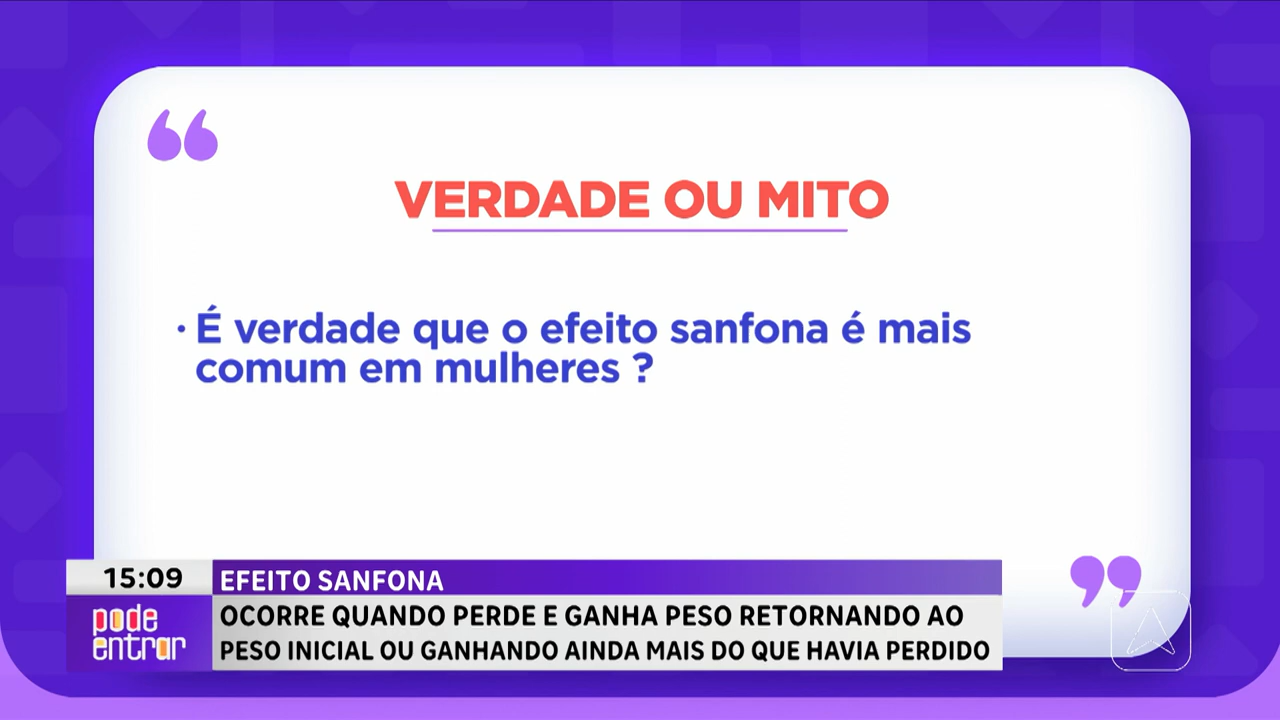 VERDADE OU MITO
· É verdade que o efeito sanfona é mais
comum em mulheres ?
15:09
EFEITO SANFONA
pode
entrar
OCORRE QUANDO PERDE E GANHA PESO RETORNANDO AO
PESO INICIAL OU GANHANDO AINDA MAIS DO QUE HAVIA PERDIDO